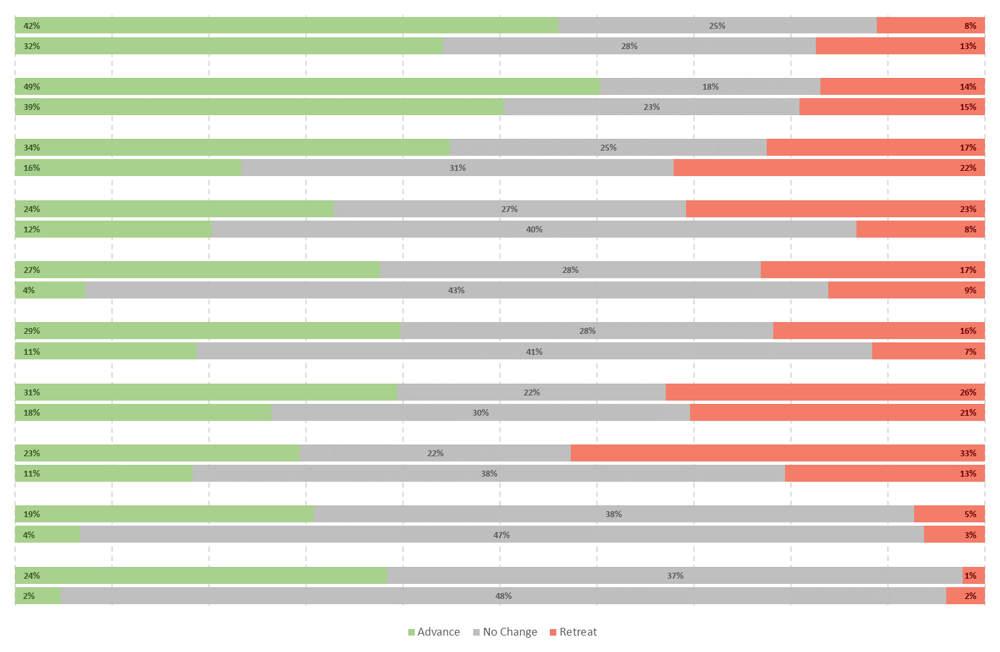 42% 25% 8%
32% 28% 13%
49% 18% 14%
39% 23% 15%
34% 25% 17%
16% 31% 22%
24% 27% 23%
12% 40% 8%
27% 28% 17%
4% 43% 9%
29% 28% 16%
11% 41% 7%
31% 22% 26%
18% 30% 21%
23% 22% 33%
11% 38% 13%
19% 38% 5%
4% 47% 3%
24% 37% 1%
2% 48% 2%
Advance No Change Retreat